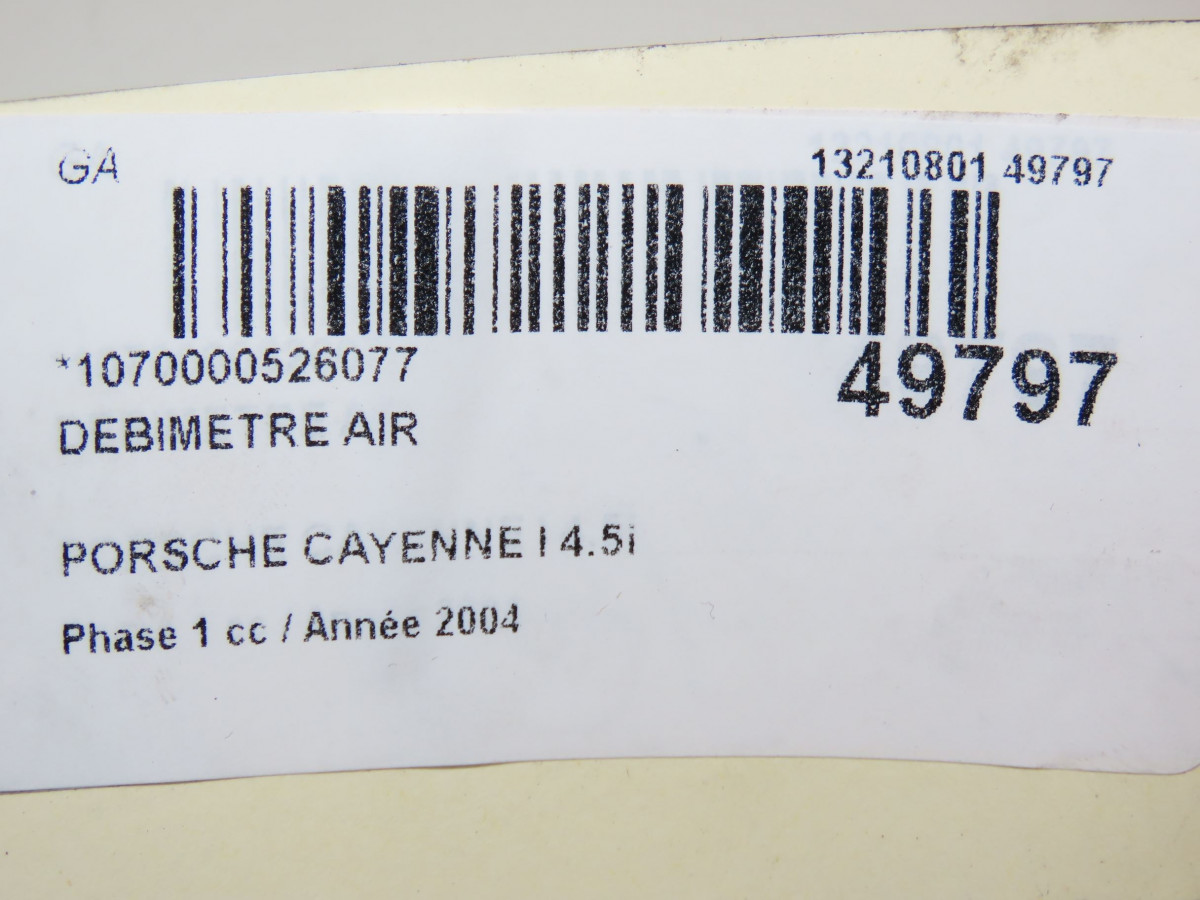 GA
13210801 49797
*1070000526077
49797
DEBIMETRE AIR
PORSCHE CAYENNE I 4.5i
Phase 1 cc / Année 2004